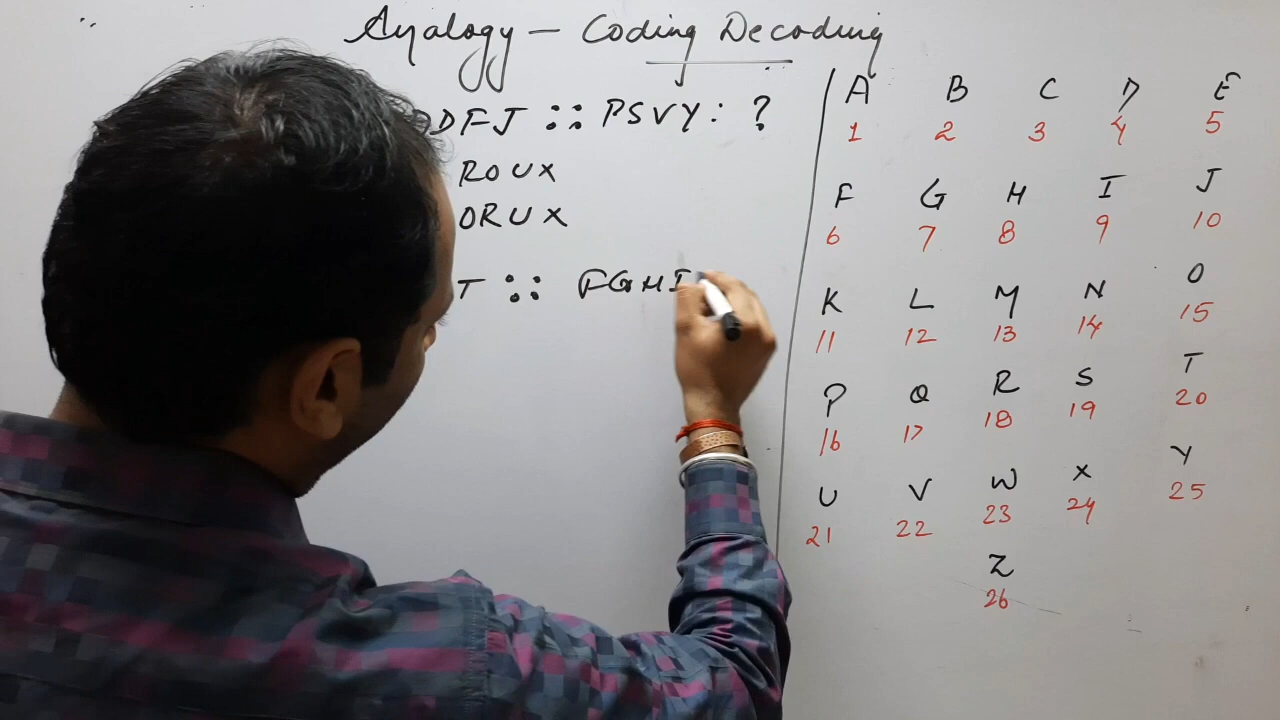 Analogy - Coding Decoding
DFJ :: PSVY : ?
ROUX
ORUX
T :: FGHI
A B C D E
1 2 3 4 5
F G H I J
6 7 8 9 10
K L M N O
11 12 13 14 15
P Q R S T
16 17 18 19 20
U V W X Y
21 22 23 24 25
Z
26